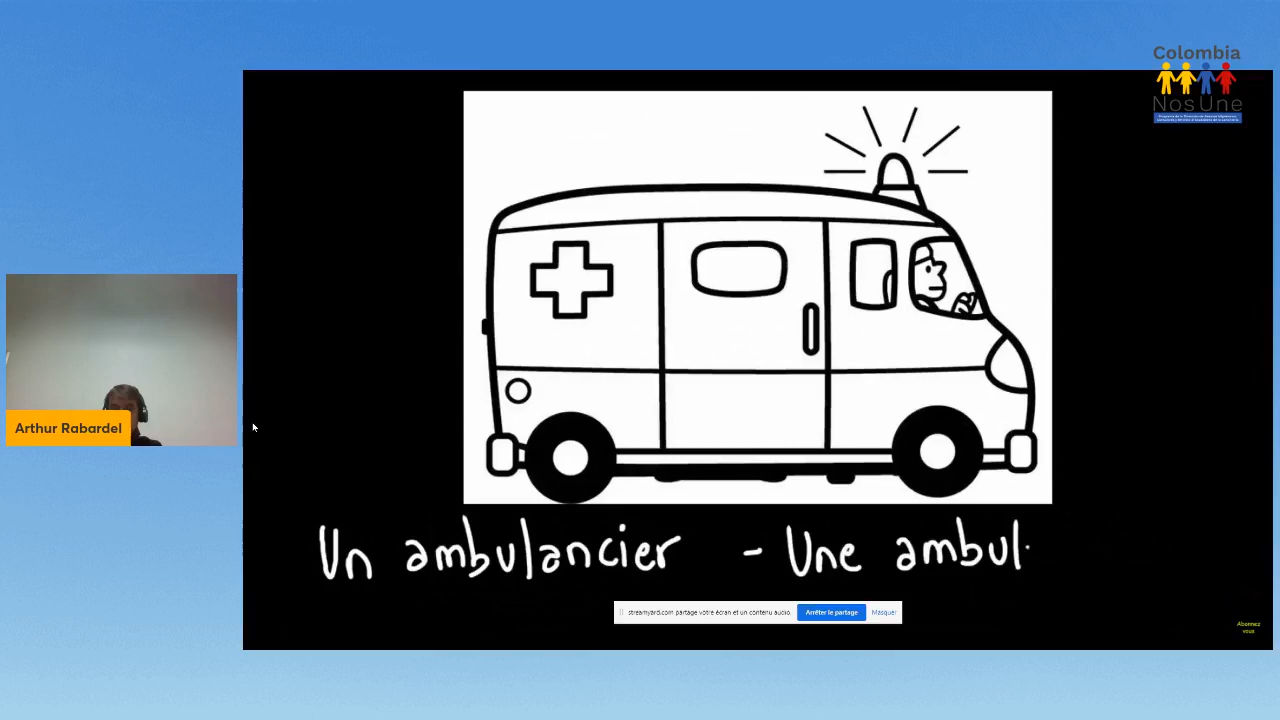 Colombia
NosUne
Un ambulancier - Une ambul
Arthur Rabardel
streamyard.com partage votre écran et un contenu audio.
Arrêter le partage
Masquer
Abonnez
vous